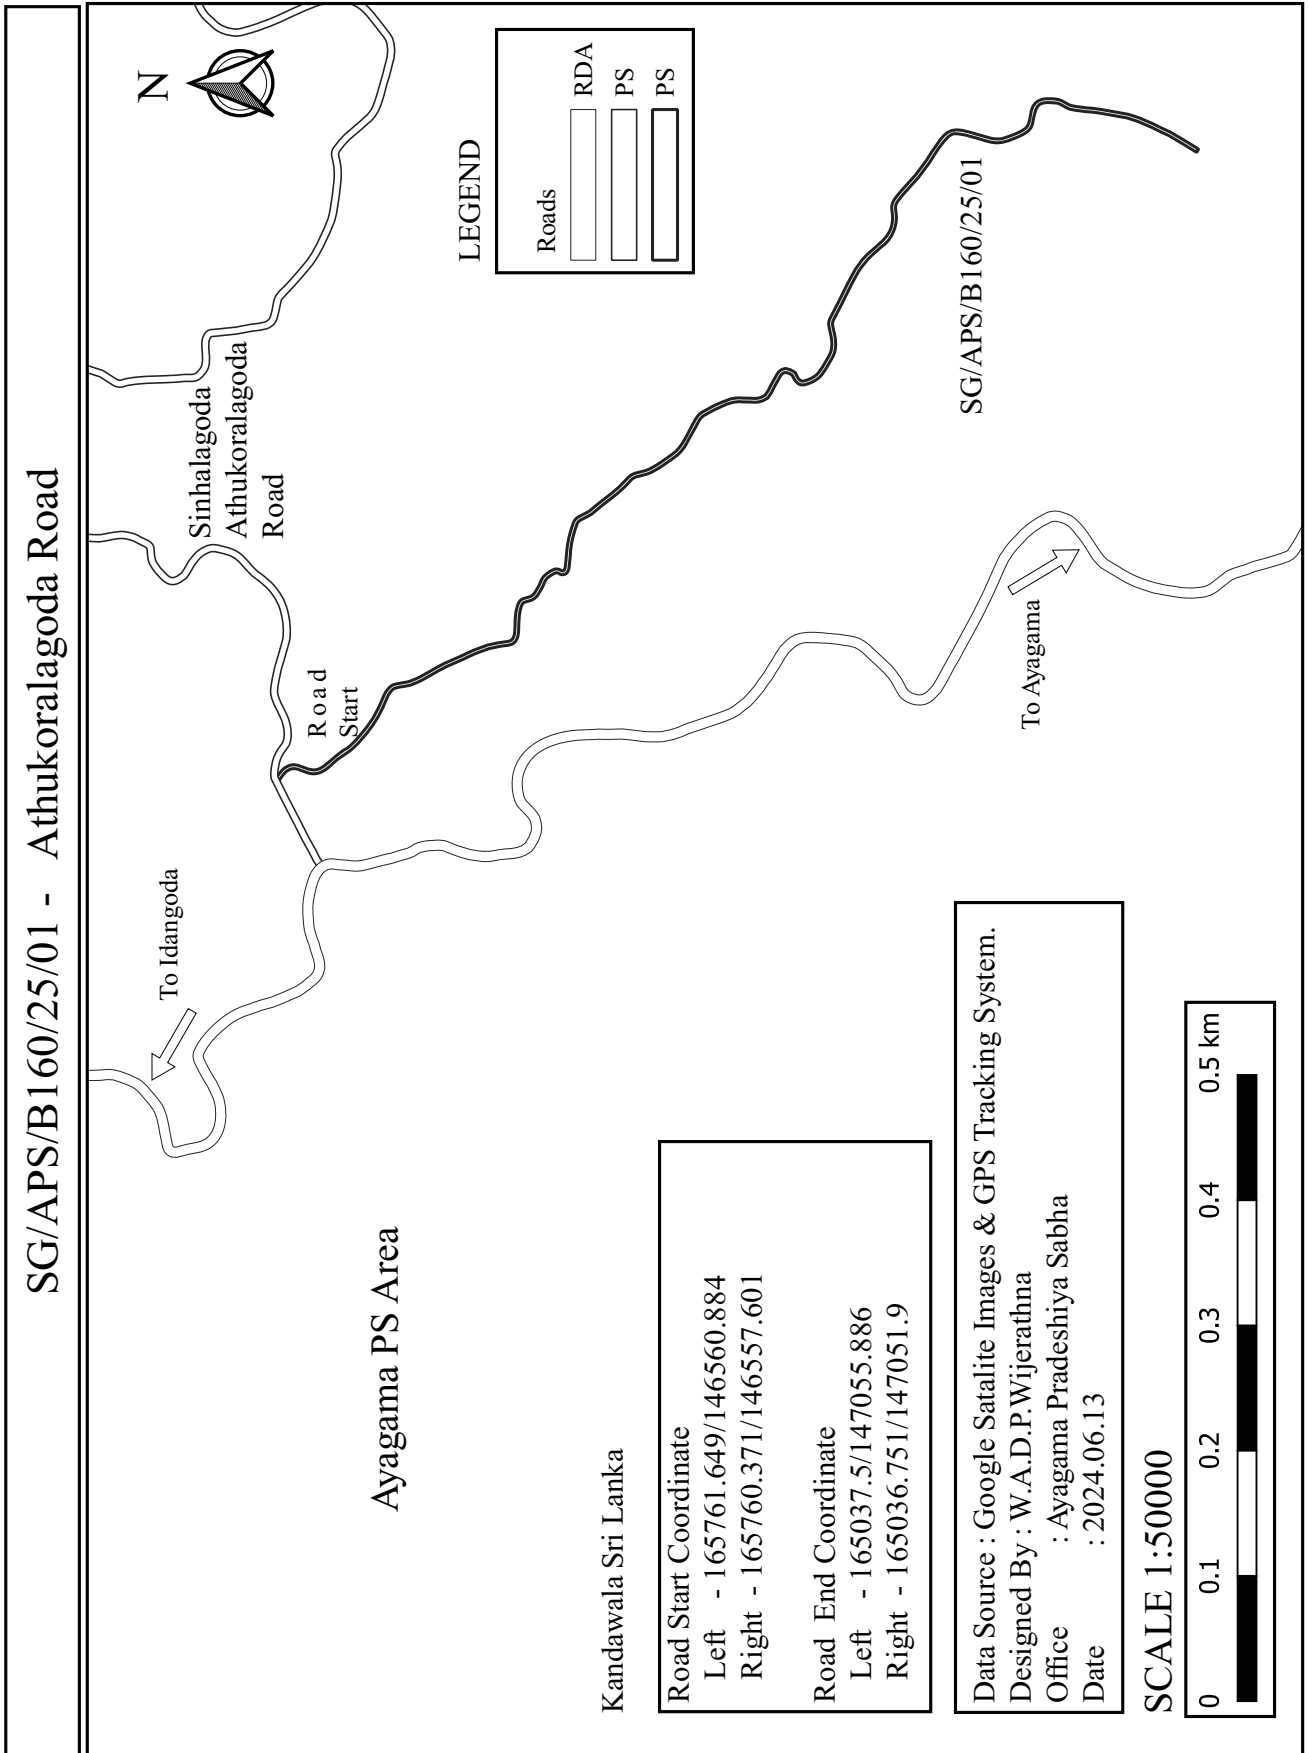 SG/APS/B160/25/01 - Athukoralagoda Road
N
Sinhalagoda
Athukoralagoda
Road
To Idangoda
Road
Start
LEGEND
Roads
RDA
PS
PS
Ayagama PS Area
SG/APS/B160/25/01
To Ayagama
Kandawala Sri Lanka
Road Start Coordinate
Left - 165761.649/146560.884
Right - 165760.371/146557.601
Road End Coordinate
Left - 165037.5/147055.886
Right - 165036.751/147051.9
Data Source : Google Satalite Images & GPS Tracking System.
Designed By : W.A.D.P.Wijerathna
Office : Ayagama Pradeshiya Sabha
Date : 2024.06.13
SCALE 1:50000
0 0.1 0.2 0.3 0.4 0.5 km